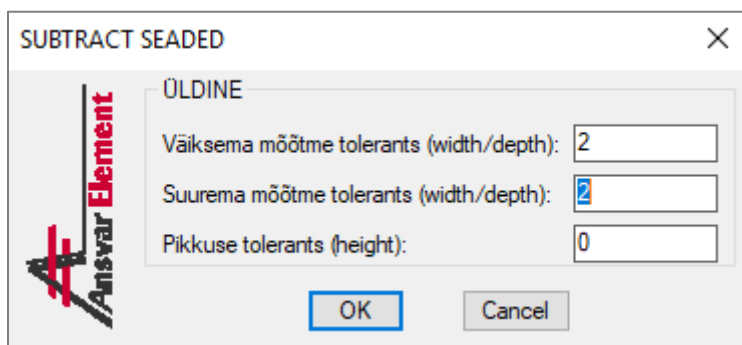 SUBTRACT SEADED
ÜLDINE
Väiksema mõõtme tolerants (width/depth): 2
Suurema mõõtme tolerants (width/depth): 2
Pikkuse tolerants (height): 0
Ansvar Element
OK Cancel